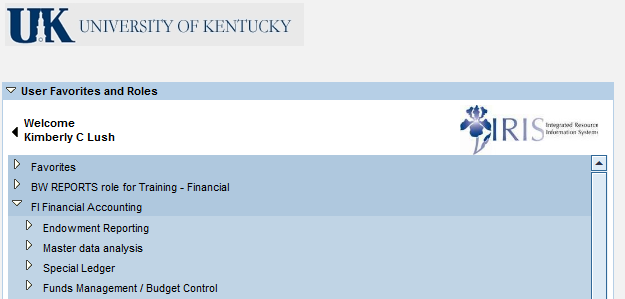 UK UNIVERSITY OF KENTUCKY
User Favorites and Roles
Welcome
Kimberly C Lush
IRIS Integrated Resource
Information Systems
Favorites
BW REPORTS role for Training - Financial
FI Financial Accounting
Endowment Reporting
Master data analysis
Special Ledger
Funds Management / Budget Control